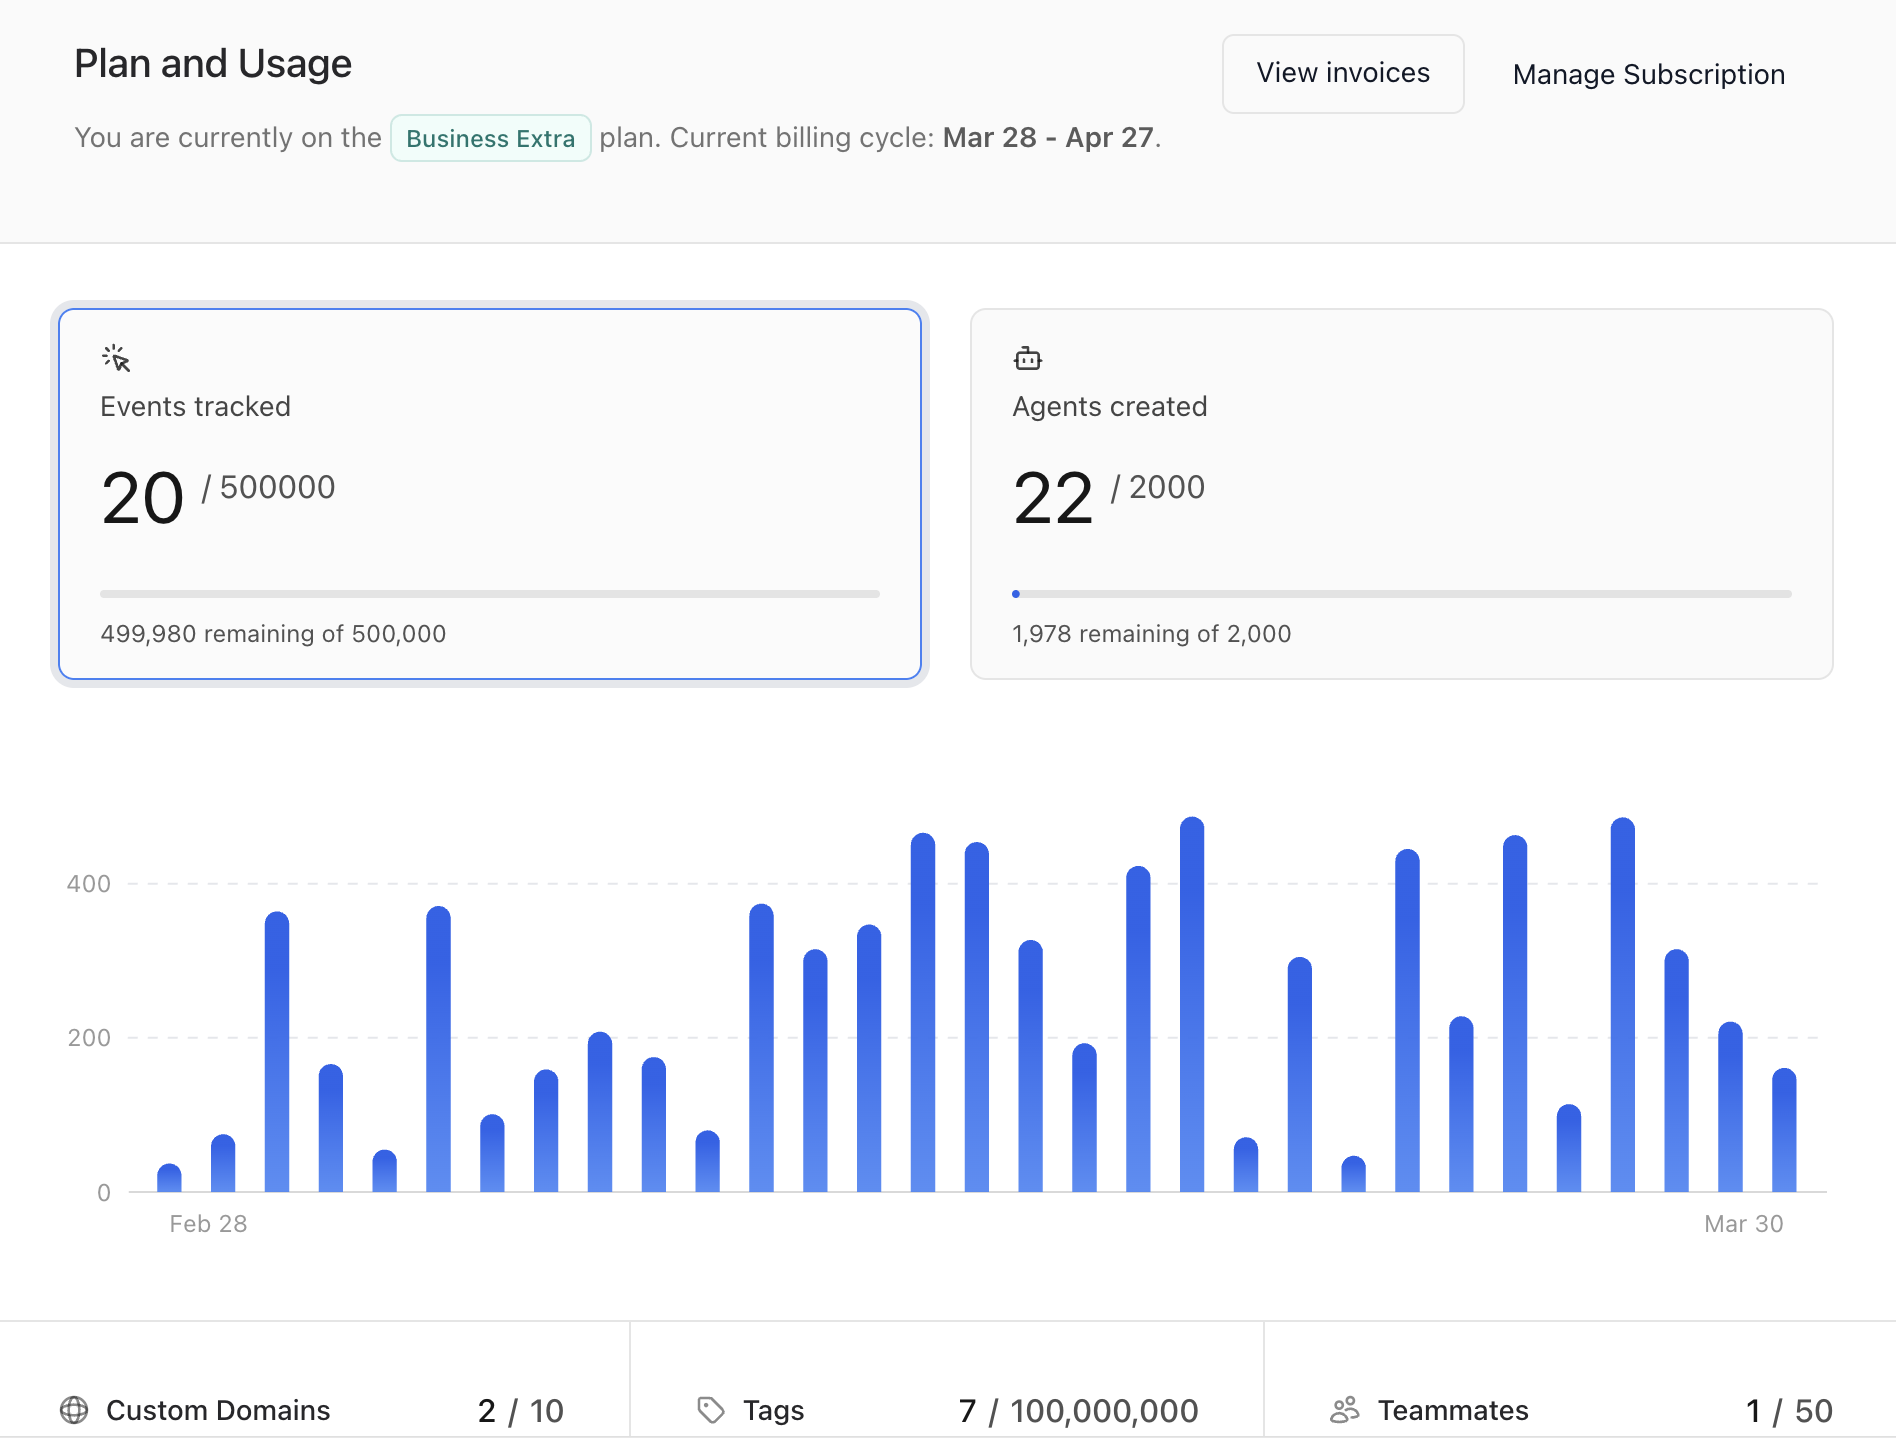 Plan and Usage
View invoices
Manage Subscription
You are currently on the Business Extra plan. Current billing cycle: Mar 28 - Apr 27.
Events tracked
20 / 500000
499,980 remaining of 500,000
Agents created
22 / 2000
1,978 remaining of 2,000
400
200
0
Feb 28
Mar 30
Custom Domains
2 / 10
Tags
7 / 100,000,000
Teammates
1 / 50